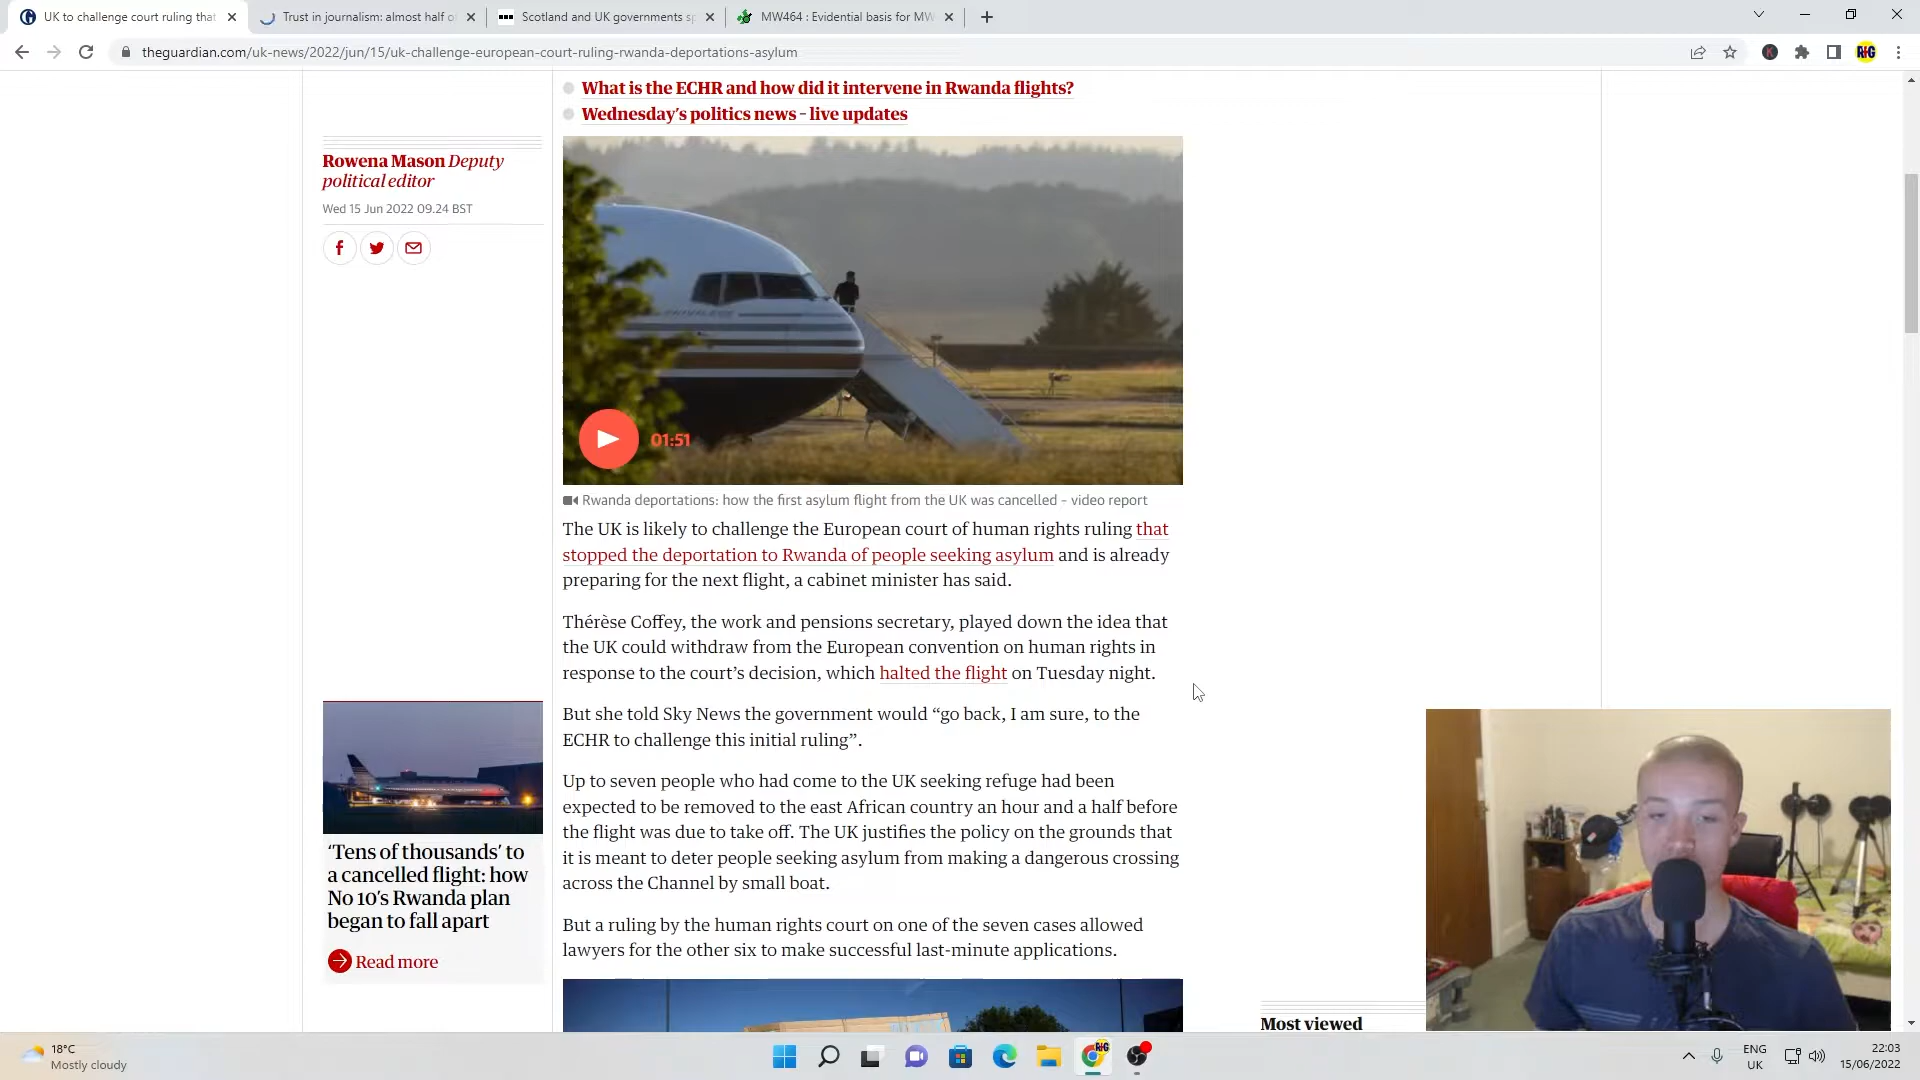 UK to challenge court ruling that
Trust in journalism: almost half o
Scotland and UK governments sp
MW464 : Evidential basis for MW
theguardian.com/uk-news/2022/jun/15/uk-challenge-european-court-ruling-rwanda-deportations-asylum
K
RIG
What is the ECHR and how did it intervene in Rwanda flights?
Wednesday’s politics news – live updates
Rowena Mason Deputy
political editor
Wed 15 Jun 2022 09.24 BST
PRIVILEGE
01:51
Rwanda deportations: how the first asylum flight from the UK was cancelled – video report
The UK is likely to challenge the European court of human rights ruling that
stopped the deportation to Rwanda of people seeking asylum and is already
preparing for the next flight, a cabinet minister has said.
Thérèse Coffey, the work and pensions secretary, played down the idea that
the UK could withdraw from the European convention on human rights in
response to the court’s decision, which halted the flight on Tuesday night.
But she told Sky News the government would “go back, I am sure, to the
ECHR to challenge this initial ruling”.
Up to seven people who had come to the UK seeking refuge had been
expected to be removed to the east African country an hour and a half before
the flight was due to take off. The UK justifies the policy on the grounds that
it is meant to deter people seeking asylum from making a dangerous crossing
across the Channel by small boat.
But a ruling by the human rights court on one of the seven cases allowed
lawyers for the other six to make successful last-minute applications.
‘Tens of thousands’ to
a cancelled flight: how
No 10’s Rwanda plan
began to fall apart
Read more
Most viewed
18°C
Mostly cloudy
RIG
ENG
UK
22:03
15/06/2022